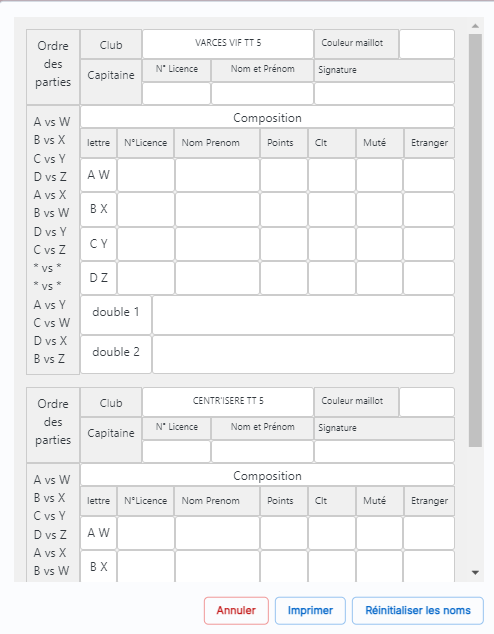 Ordre des parties
Club VARCES VIF TT 5 Couleur maillot
Capitaine N° Licence Nom et Prénom Signature
Composition
lettre N°Licence Nom Prenom Points Clt Muté Etranger
A W
B X
C Y
D Z
double 1
double 2
A vs W
B vs X
C vs Y
D vs Z
A vs X
B vs W
D vs Y
C vs Z
* vs *
* vs *
A vs Y
C vs W
D vs X
B vs Z
Ordre des parties
Club CENTR'ISERE TT 5 Couleur maillot
Capitaine N° Licence Nom et Prénom Signature
Composition
lettre N°Licence Nom Prenom Points Clt Muté Etranger
A W
B X
A vs W
B vs X
C vs Y
D vs Z
A vs X
B vs W
Annuler Imprimer Réinitialiser les noms